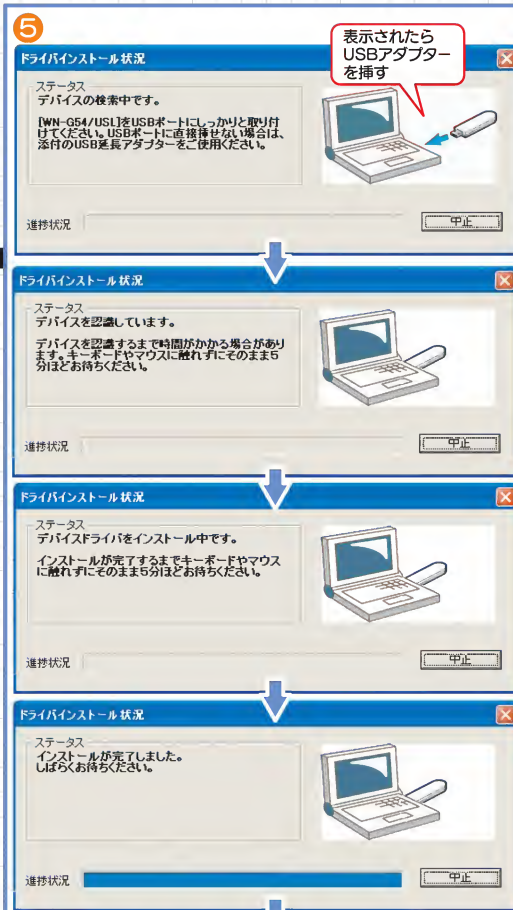 5
表示されたら
USBアダプター
を挿す
ドライバインストール状況
ステータス
デバイスの検索中です。
[WN-G54/USL]をUSBポートにしっかりと取り付
けてください。USBポートに直接挿せない場合は、
添付のUSB延長アダプターをご使用ください。
進捗状況
中止
ドライバインストール状況
ステータス
デバイスを認識しています。
デバイスを認識するまで時間がかかる場合があり
ます。キーボードやマウスに触れずにそのまま5
分ほどお待ちください。
進捗状況
中止
ドライバインストール状況
ステータス
デバイスドライバをインストール中です。
インストールが完了するまでキーボードやマウス
に触れずにそのまま5分ほどお待ちください。
進捗状況
中止
ドライバインストール状況
ステータス
インストールが完了しました。
しばらくお待ちください。
進捗状況
中止